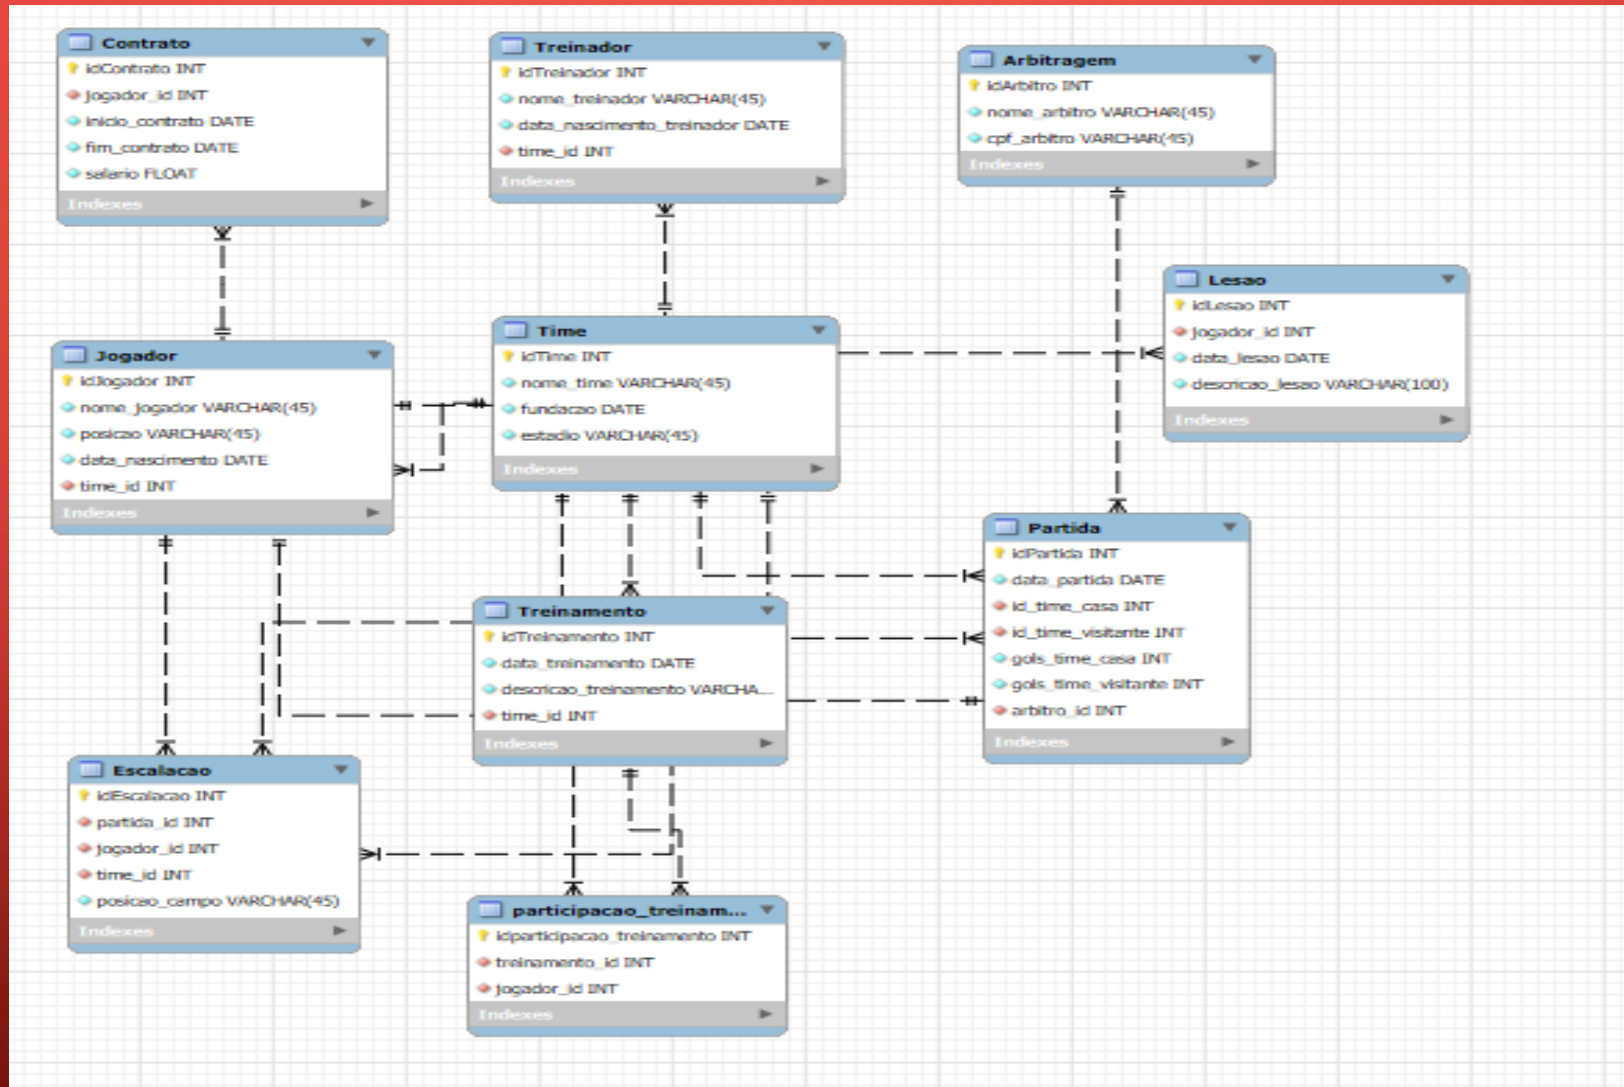 Contrato
idContrato INT
jogador_id INT
inicio_contrato DATE
fim_contrato DATE
salario FLOAT
Indexes
Treinador
idTreinador INT
nome_treinador VARCHAR(45)
data_nascimento_treinador DATE
time_id INT
Indexes
Arbitragem
idArbitro INT
nome_arbitro VARCHAR(45)
cpf_arbitro VARCHAR(45)
Indexes
Lesao
idLesao INT
jogador_id INT
data_lesao DATE
descricao_lesao VARCHAR(100)
Indexes
Jogador
idJogador INT
nome_jogador VARCHAR(45)
posicao VARCHAR(45)
data_nascimento DATE
time_id INT
Indexes
Time
idTime INT
nome_time VARCHAR(45)
fundacao DATE
estadio VARCHAR(45)
Indexes
Partida
idPartida INT
data_partida DATE
id_time_casa INT
id_time_visitante INT
gols_time_casa INT
gols_time_visitante INT
arbitro_id INT
Indexes
Treinamento
idTreinamento INT
data_treinamento DATE
descricao_treinamento VARCHA...
time_id INT
Indexes
Escalacao
idEscalacao INT
partida_id INT
jogador_id INT
time_id INT
posicao_campo VARCHAR(45)
Indexes
participacao_treinam...
idparticipacao_treinamento INT
treinamento_id INT
jogador_id INT
Indexes